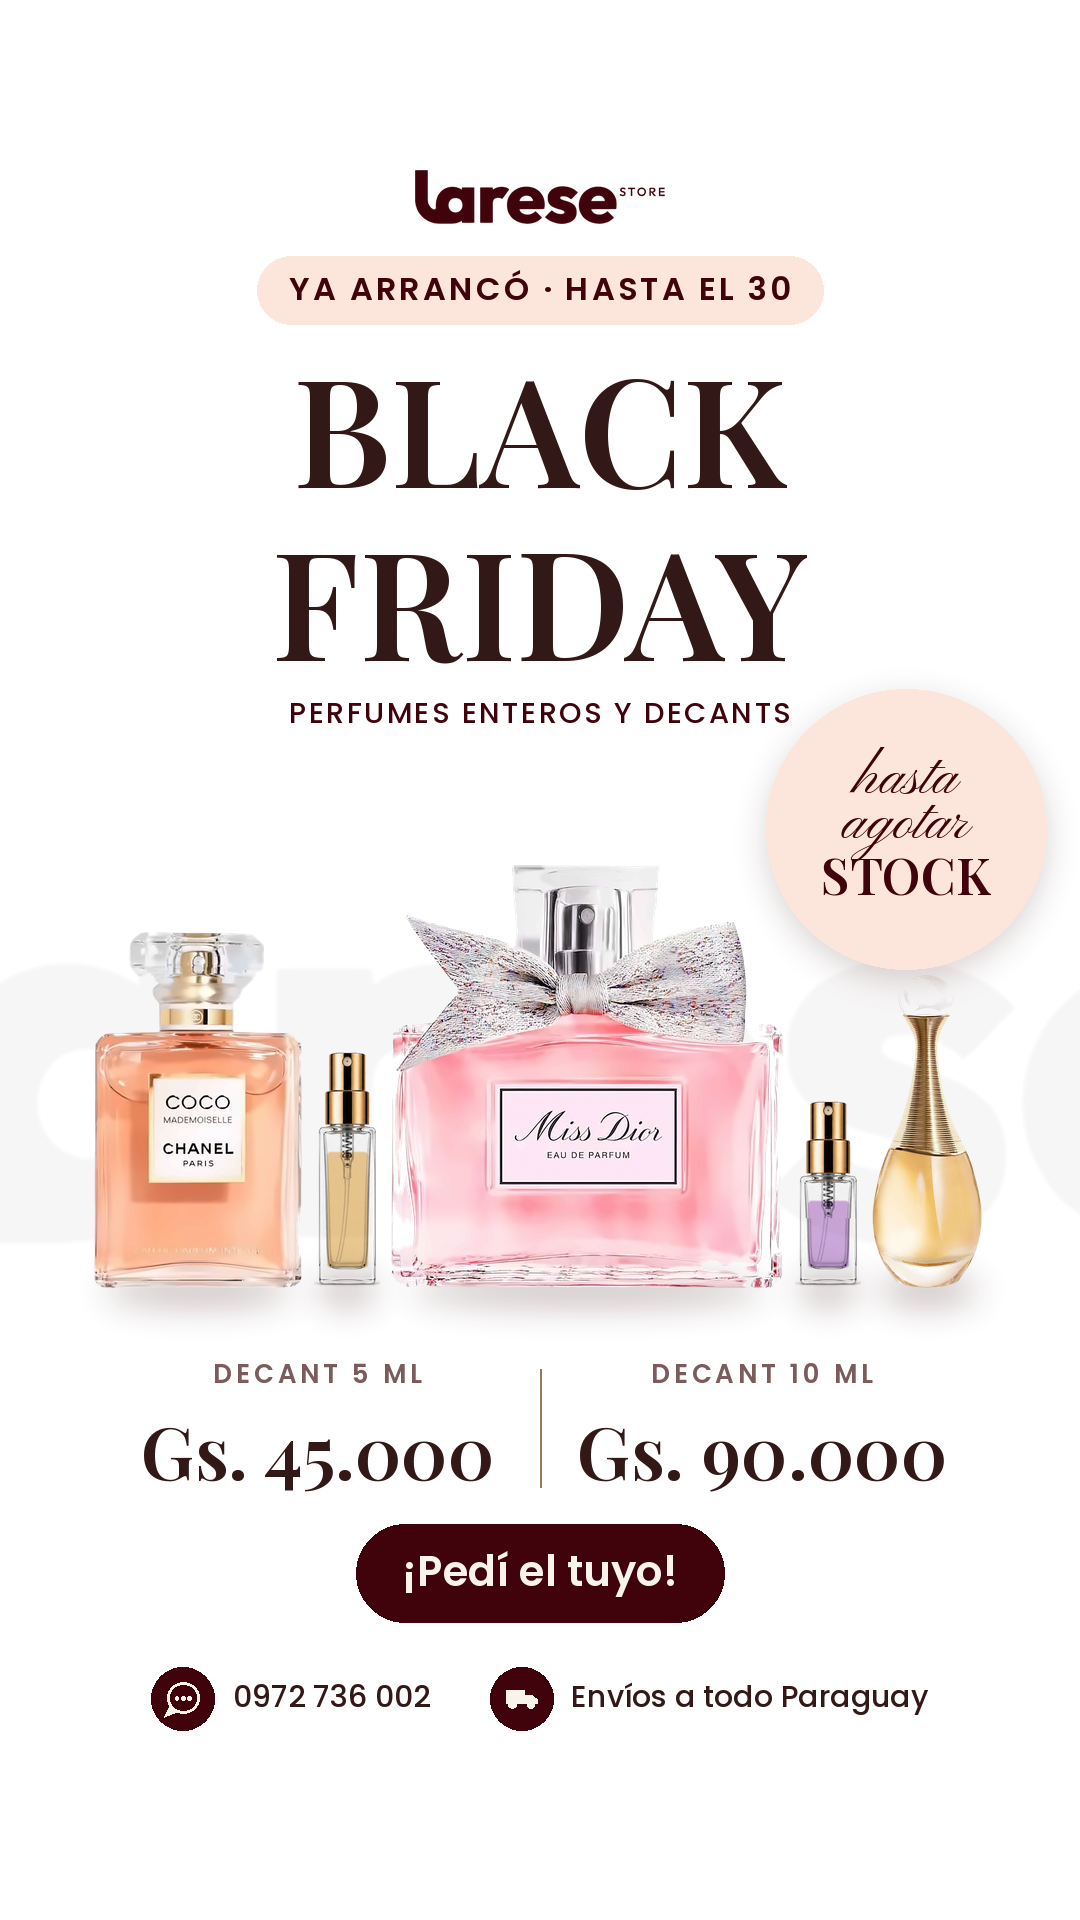 larese STORE
YA ARRANCÓ · HASTA EL 30
BLACK
FRIDAY
PERFUMES ENTEROS Y DECANTS
hasta
agotar
STOCK
COCO
MADEMOISELLE
CHANEL
PARIS
Miss Dior
EAU DE PARFUM
DECANT 5 ML
Gs. 45.000
DECANT 10 ML
Gs. 90.000
¡Pedí el tuyo!
0972 736 002
Envíos a todo Paraguay